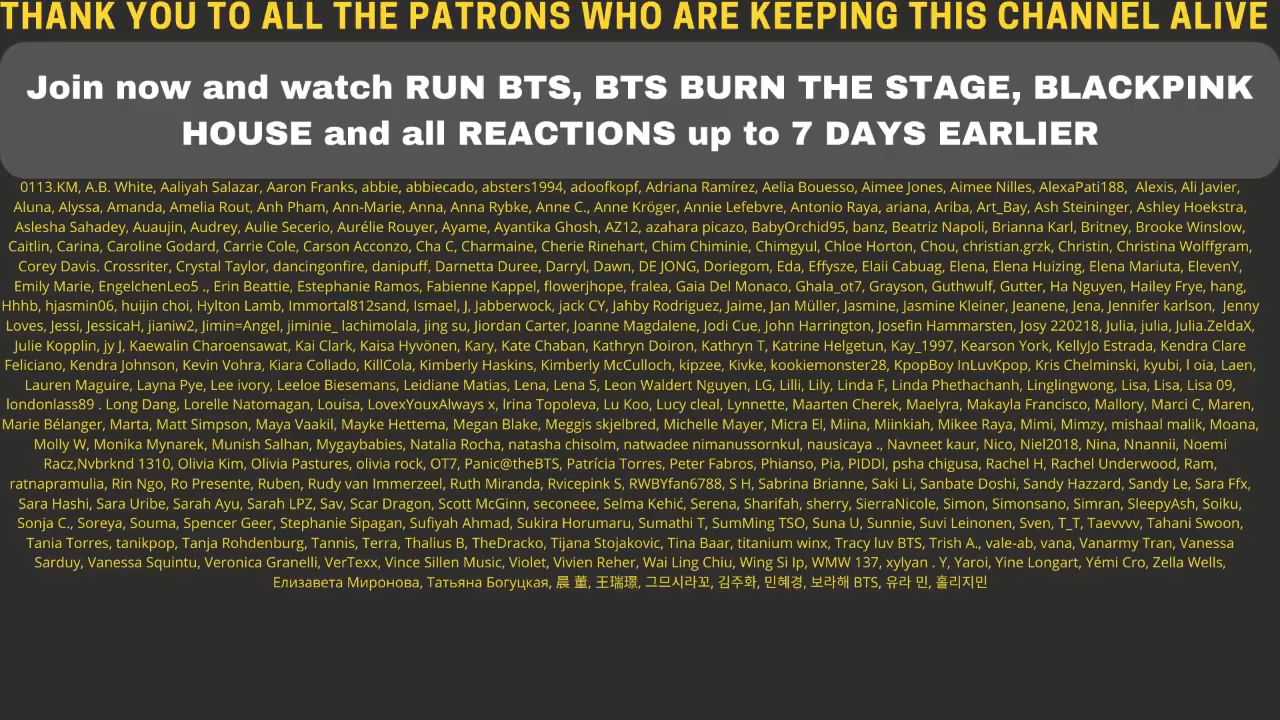 THANK YOU TO ALL THE PATRONS WHO ARE KEEPING THIS CHANNEL ALIVE
Join now and watch RUN BTS, BTS BURN THE STAGE, BLACKPINK
HOUSE and all REACTIONS up to 7 DAYS EARLIER
0113.KM, A.B. White, Aaliyah Salazar, Aaron Franks, abbie, abbiecado, absters1994, adoofkopf, Adriana Ramírez, Aelia Bouesso, Aimee Jones, Aimee Nilles, AlexaPati188,  Alexis, Ali Javier,
Aluna, Alyssa, Amanda, Amelia Rout, Anh Pham, Ann-Marie, Anna, Anna Rybke, Anne C., Anne Kröger, Annie Lefebvre, Antonio Raya, ariana, Ariba, Art_Bay, Ash Steininger, Ashley Hoekstra,
Aslesha Sahadey, Auaujin, Audrey, Aulie Secerio, Aurélie Rouyer, Ayame, Ayantika Ghosh, AZ12, azahara picazo, BabyOrchid95, banz, Beatriz Napoli, Brianna Karl, Britney, Brooke Winslow,
Caitlin, Carina, Caroline Godard, Carrie Cole, Carson Acconzo, Cha C, Charmaine, Cherie Rinehart, Chim Chiminie, Chimgyul, Chloe Horton, Chou, christian.grzk, Christin, Christina Wolffgram,
Corey Davis. Crossriter, Crystal Taylor, dancingonfire, danipuff, Darnetta Duree, Darryl, Dawn, DE JONG, Doriegom, Eda, Effysze, Elaii Cabuag, Elena, Elena Huizing, Elena Mariuta, ElevenY,
Emily Marie, EngelchenLeo5 ., Erin Beattie, Estephanie Ramos, Fabienne Kappel, flowerjhope, fralea, Gaia Del Monaco, Ghala_ot7, Grayson, Guthwulf, Gutter, Ha Nguyen, Hailey Frye, hang,
Hhhb, hjasmin06, huijin choi, Hylton Lamb, Immortal812sand, Ismael, J, Jabberwock, jack CY, Jahby Rodriguez, Jaime, Jan Müller, Jasmine, Jasmine Kleiner, Jeanene, Jena, Jennifer karlson,  Jenny
Loves, Jessi, JessicaH, jianiw2, Jimin=Angel, jiminie_ lachimolala, jing su, Jiordan Carter, Joanne Magdalene, Jodi Cue, John Harrington, Josefin Hammarsten, Josy 220218, Julia, julia, Julia.ZeldaX,
Julie Kopplin, jy J, Kaewalin Charoensawat, Kai Clark, Kaisa Hyvönen, Kary, Kate Chaban, Kathryn Doiron, Kathryn T, Katrine Helgetun, Kay_1997, Kearson York, KellyJo Estrada, Kendra Clare
Feliciano, Kendra Johnson, Kevin Vohra, Kiara Collado, KillCola, Kimberly Haskins, Kimberly McCulloch, kipzee, Kivke, kookiemonster28, KpopBoy InLuvKpop, Kris Chelminski, kyubi, l oia, Laen,
Lauren Maguire, Layna Pye, Lee ivory, Leeloe Biesemans, Leidiane Matias, Lena, Lena S, Leon Waldert Nguyen, LG, Lilli, Lily, Linda F, Linda Phethachanh, Linglingwong, Lisa, Lisa, Lisa 09,
londonlass89 . Long Dang, Lorelle Natomagan, Louisa, LovexYouxAlways x, lrina Topoleva, Lu Koo, Lucy cleal, Lynnette, Maarten Cherek, Maelyra, Makayla Francisco, Mallory, Marci C, Maren,
Marie Bélanger, Marta, Matt Simpson, Maya Vaakil, Mayke Hettema, Megan Blake, Meggis skjelbred, Michelle Mayer, Micra El, Miina, Miinkiah, Mikee Raya, Mimi, Mimzy, mishaal malik, Moana,
Molly W, Monika Mynarek, Munish Salhan, Mygaybabies, Natalia Rocha, natasha chisolm, natwadee nimanussornkul, nausicaya ., Navneet kaur, Nico, Niel2018, Nina, Nnannii, Noemi
Racz,Nvbrknd 1310, Olivia Kim, Olivia Pastures, olivia rock, OT7, Panic@theBTS, Patrícia Torres, Peter Fabros, Phianso, Pia, PIDDI, psha chigusa, Rachel H, Rachel Underwood, Ram,
ratnapramulia, Rin Ngo, Ro Presente, Ruben, Rudy van Immerzeel, Ruth Miranda, Rvicepink S, RWBYfan6788, S H, Sabrina Brianne, Saki Li, Sanbate Doshi, Sandy Hazzard, Sandy Le, Sara Ffx,
Sara Hashi, Sara Uribe, Sarah Ayu, Sarah LPZ, Sav, Scar Dragon, Scott McGinn, seconeee, Selma Kehić, Serena, Sharifah, sherry, SierraNicole, Simon, Simonsano, Simran, SleepyAsh, Soiku,
Sonja C., Soreya, Souma, Spencer Geer, Stephanie Sipagan, Sufiyah Ahmad, Sukira Horumaru, Sumathi T, SumMing TSO, Suna U, Sunnie, Suvi Leinonen, Sven, T_T, Taevvvv, Tahani Swoon,
Tania Torres, tanikpop, Tanja Rohdenburg, Tannis, Terra, Thalius B, TheDracko, Tijana Stojakovic, Tina Baar, titanium winx, Tracy luv BTS, Trish A., vale-ab, vana, Vanarmy Tran, Vanessa
Sarduy, Vanessa Squintu, Veronica Granelli, VerTexx, Vince Sillen Music, Violet, Vivien Reher, Wai Ling Chiu, Wing Si Ip, WMW 137, xylyan . Y, Yaroi, Yine Longart, Yémi Cro, Zella Wells,
Елизавета Миронова, Татьяна Богуцкая, 晨 董, 王瑞璟, 그므시라꼬, 김주화, 민혜경, 보라해 BTS, 유라 민, 홀리지민